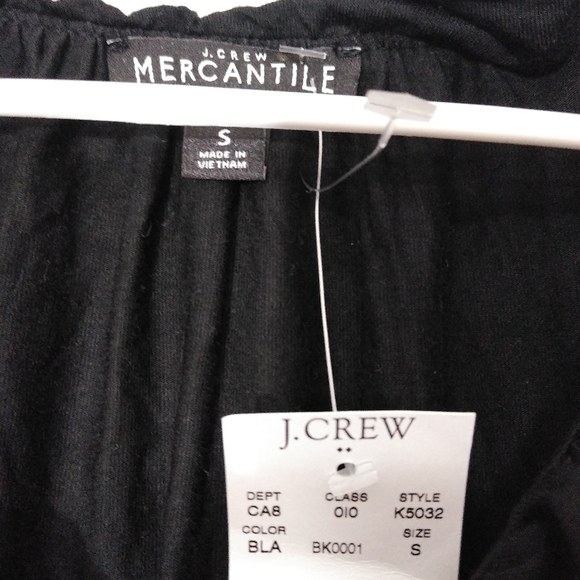 J.CREW
MERCANTILE
S
MADE IN
VIETNAM
J.CREW
DEPT CLASS STYLE
CA8 010 K5032
COLOR SIZE
BLA BK0001 S